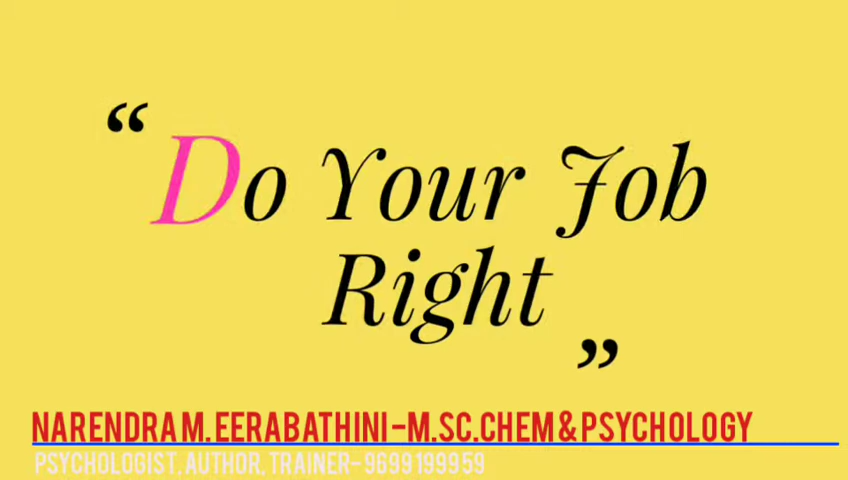 “ Do Your Job
Right ”
NARENDRA M. EERABATHINI - M.SC.CHEM & PSYCHOLOGY
PSYCHOLOGIST, AUTHOR, TRAINER- 9699199959